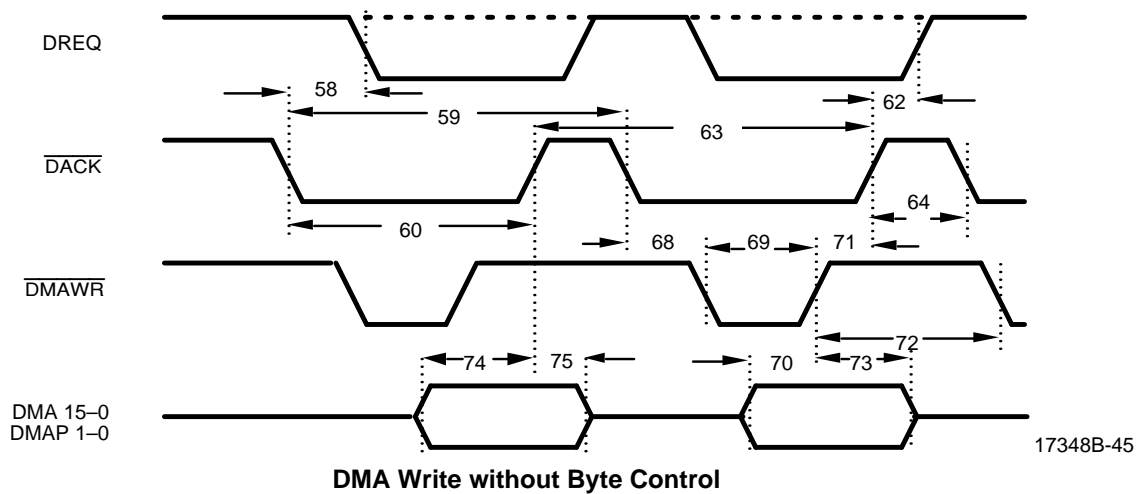 DREQ
58
62
59
63
DACK
64
60
68
69
71
DMAWR
72
74
75
70
73
DMA 15–0
DMAP 1–0
17348B-45
DMA Write without Byte Control